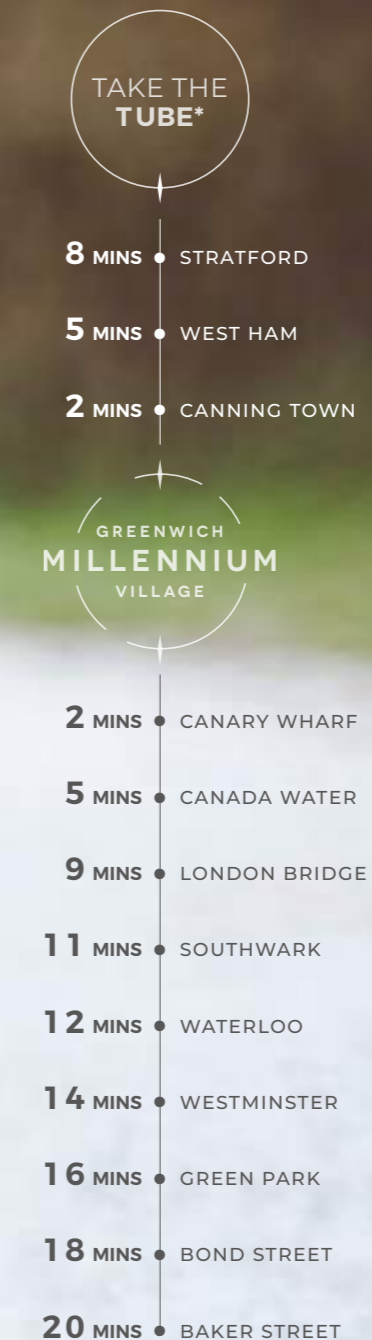 TAKE THE
TUBE*
8 MINS STRATFORD
5 MINS WEST HAM
2 MINS CANNING TOWN
GREENWICH
MILLENNIUM
VILLAGE
2 MINS CANARY WHARF
5 MINS CANADA WATER
9 MINS LONDON BRIDGE
11 MINS SOUTHWARK
12 MINS WATERLOO
14 MINS WESTMINSTER
16 MINS GREEN PARK
18 MINS BOND STREET
20 MINS BAKER STREET